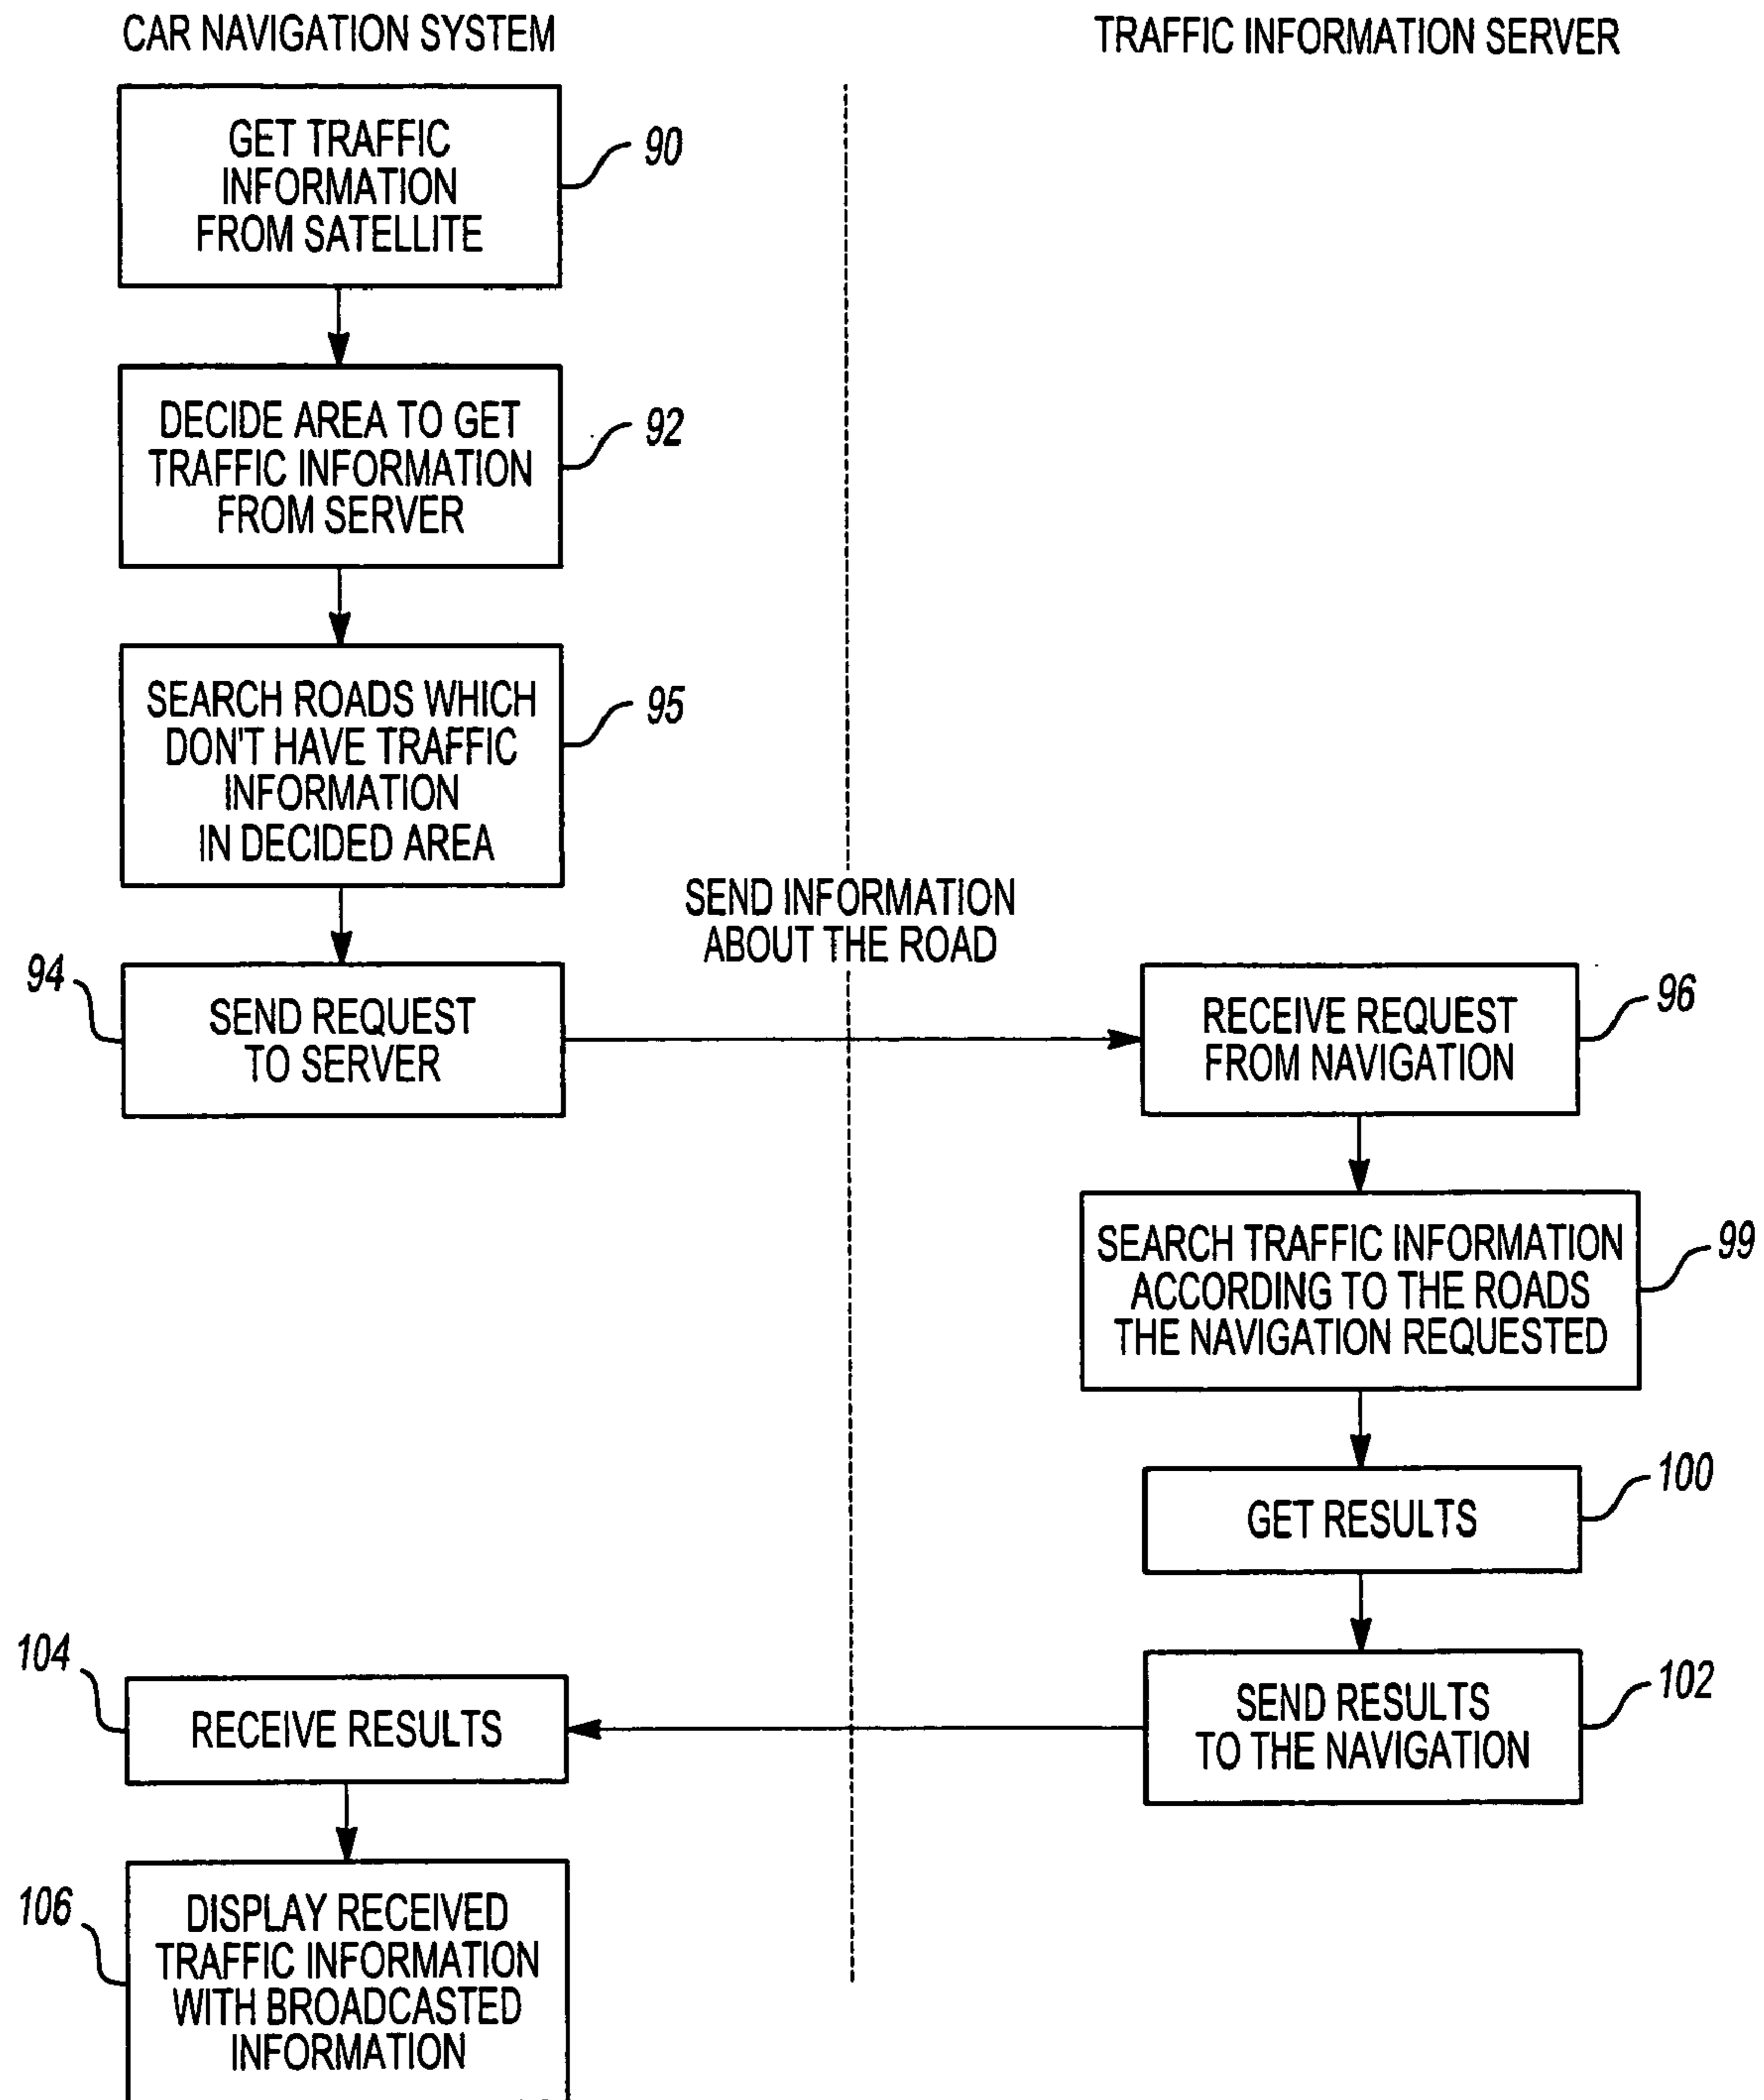 CAR NAVIGATION SYSTEM
TRAFFIC INFORMATION SERVER
GET TRAFFIC
INFORMATION
FROM SATELLITE
90
DECIDE AREA TO GET
TRAFFIC INFORMATION
FROM SERVER
92
SEARCH ROADS WHICH
DON'T HAVE TRAFFIC
INFORMATION
IN DECIDED AREA
95
SEND INFORMATION
ABOUT THE ROAD
94
SEND REQUEST
TO SERVER
RECEIVE REQUEST
FROM NAVIGATION
96
SEARCH TRAFFIC INFORMATION
ACCORDING TO THE ROADS
THE NAVIGATION REQUESTED
99
GET RESULTS
100
SEND RESULTS
TO THE NAVIGATION
102
104
RECEIVE RESULTS
106
DISPLAY RECEIVED
TRAFFIC INFORMATION
WITH BROADCASTED
INFORMATION